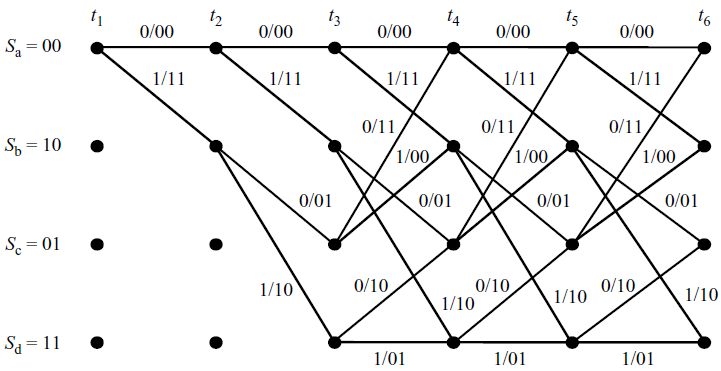 t1 t2 t3 t4 t5 t6
0/00 0/00 0/00 0/00 0/00
Sa = 00
1/11 1/11 1/11 1/11 1/11
0/11 0/11 0/11
Sb = 10
1/00 1/00 1/00
0/01 0/01 0/01 0/01
Sc = 01
1/10 0/10 1/10 0/10 1/10 0/10 1/10
Sd = 11
1/01 1/01 1/01